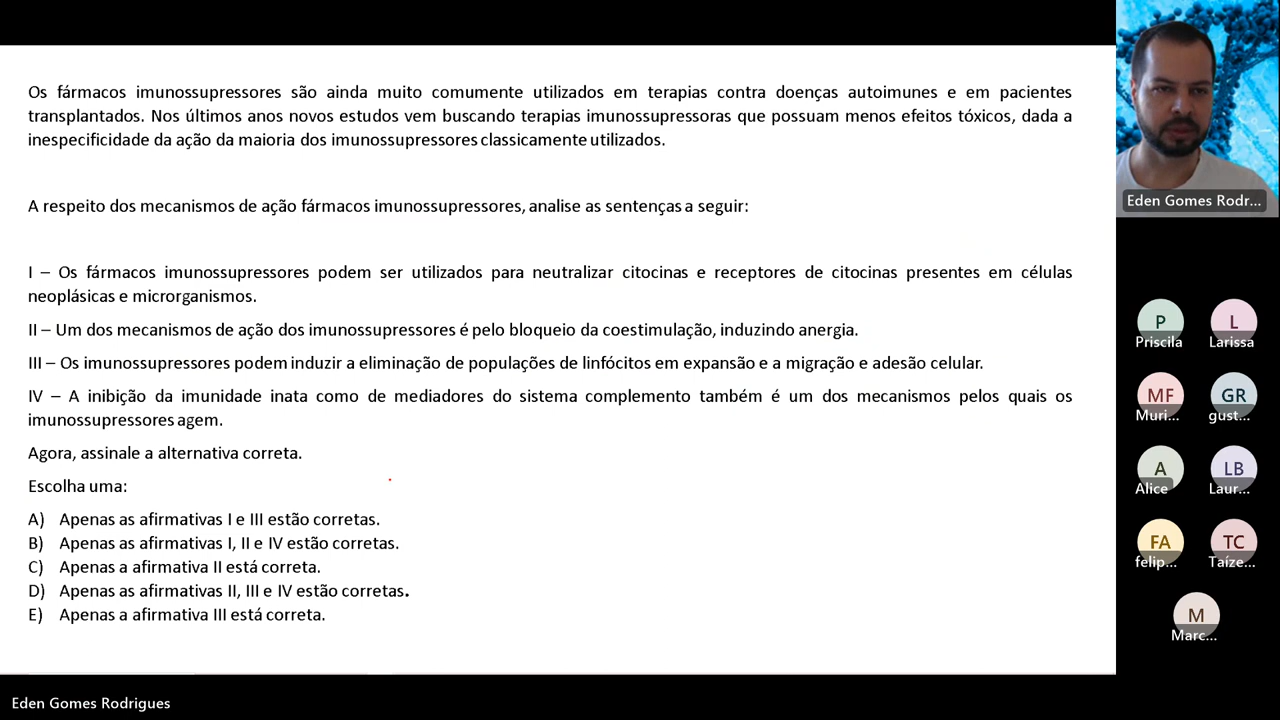 Os fármacos imunossupressores são ainda muito comumente utilizados em terapias contra doenças autoimunes e em pacientes
transplantados. Nos últimos anos novos estudos vem buscando terapias imunossupressoras que possuam menos efeitos tóxicos, dada a
inespecificidade da ação da maioria dos imunossupressores classicamente utilizados.
A respeito dos mecanismos de ação fármacos imunossupressores, analise as sentenças a seguir:
I – Os fármacos imunossupressores podem ser utilizados para neutralizar citocinas e receptores de citocinas presentes em células
neoplásicas e microrganismos.
II – Um dos mecanismos de ação dos imunossupressores é pelo bloqueio da coestimulação, induzindo anergia.
III – Os imunossupressores podem induzir a eliminação de populações de linfócitos em expansão e a migração e adesão celular.
IV – A inibição da imunidade inata como de mediadores do sistema complemento também é um dos mecanismos pelos quais os
imunossupressores agem.
Agora, assinale a alternativa correta.
Escolha uma:
A) Apenas as afirmativas I e III estão corretas.
B) Apenas as afirmativas I, II e IV estão corretas.
C) Apenas a afirmativa II está correta.
D) Apenas as afirmativas II, III e IV estão corretas.
E) Apenas a afirmativa III está correta.
Eden Gomes Rodr...
P L
Priscila Larissa
MF GR
Muri... gust...
A LB
Alice Laur...
FA TC
felip... Taíze...
M
Marc...
Eden Gomes Rodrigues